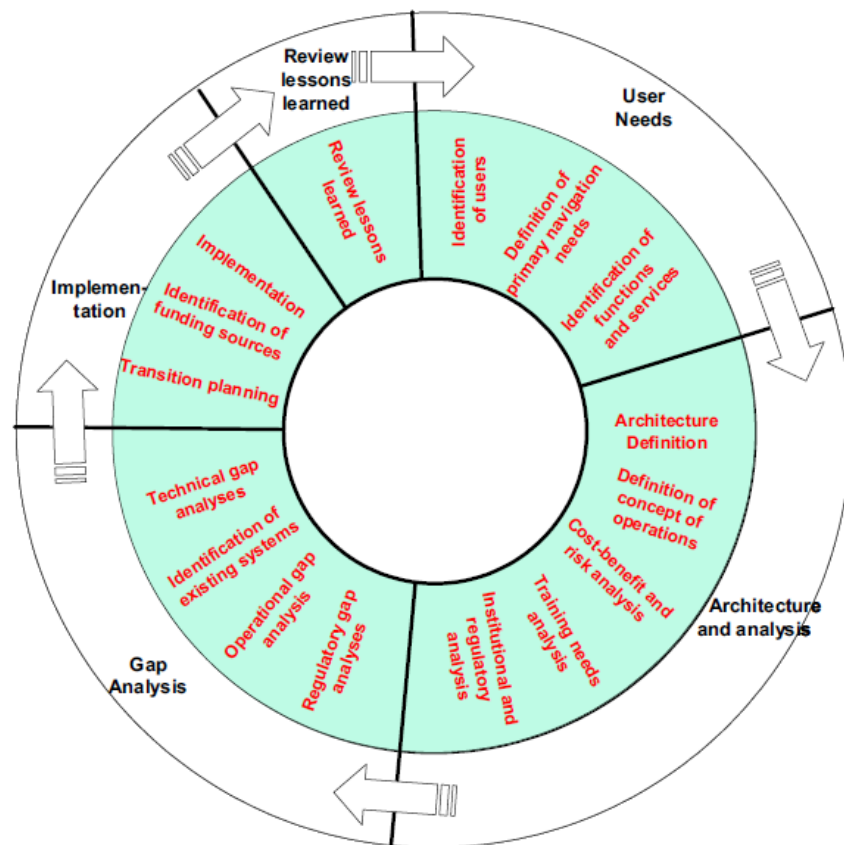 Review
lessons
learned
User
Needs
Review lessons
learned
Identification
of users
Definition of
primary navigation
needs
Identification of
functions
and services
Implementation
Identification of
funding sources
Transition planning
Implemen-
tation
Architecture
Definition
Definition of
concept of
operations
Cost-benefit and
risk analysis
Training needs
analysis
Institutional and
regulatory
analysis
Architecture
and analysis
Technical gap
analyses
Identification of
existing systems
Operational gap
analysis
Regulatory gap
analyses
Gap
Analysis